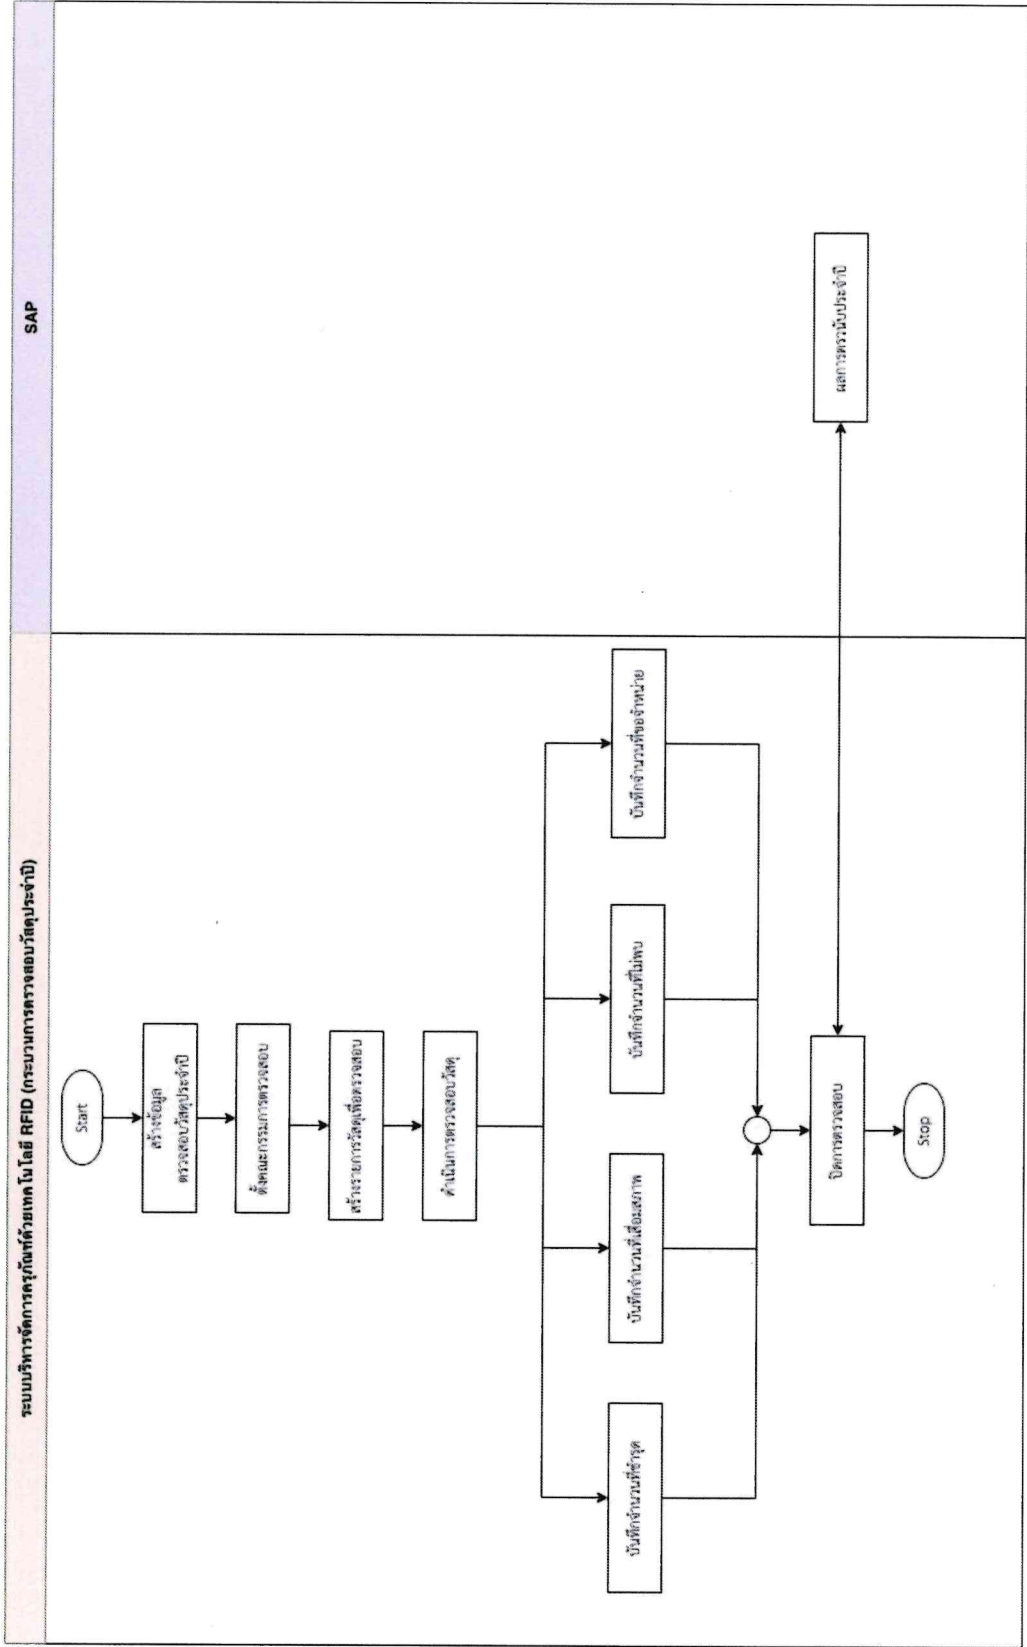 ระบบบริหารจัดการครุภัณฑ์ด้วยเทคโนโลยี RFID (กระบวนการตรวจสอบวัสดุประจำปี)
SAP
Start
สร้างข้อมูล
ตรวจสอบวัสดุประจำปี
ตั้งคณะกรรมการตรวจสอบ
สร้างรายการวัสดุเพื่อตรวจสอบ
ดำเนินการตรวจสอบวัสดุ
บันทึกจำนวนที่ชำรุด
บันทึกจำนวนที่เสื่อมสภาพ
บันทึกจำนวนที่ไม่พบ
บันทึกจำนวนที่ขอจำหน่าย
ปิดการตรวจสอบ
ผลการตรวนับประจำปี
Stop